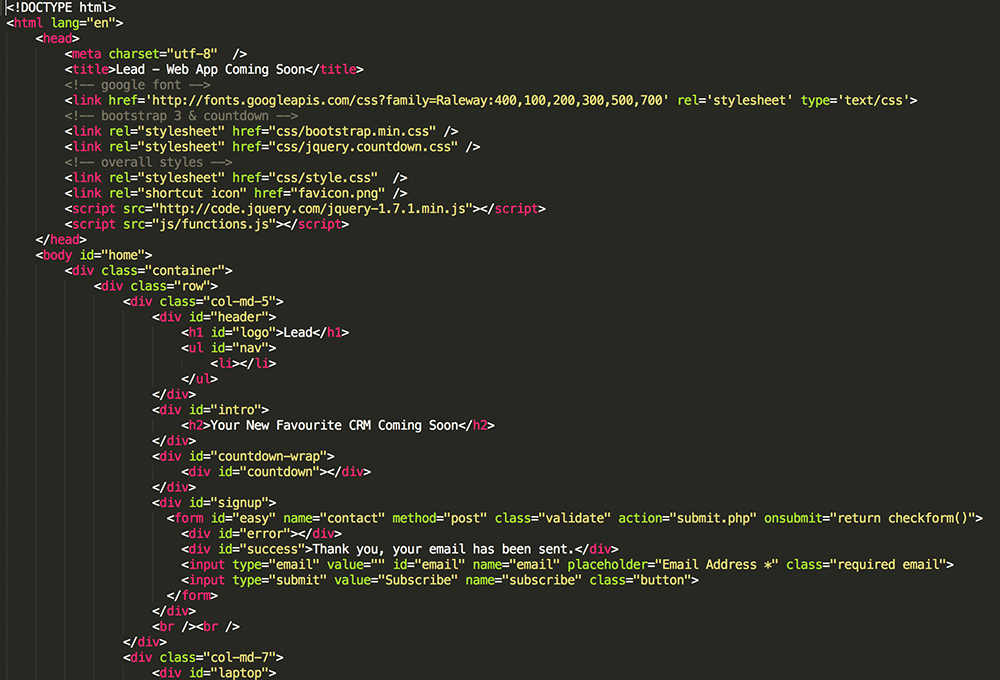 <!DOCTYPE html>
<html lang="en">
    <head>
        <meta charset="utf-8"  />
        <title>Lead – Web App Coming Soon</title>
        <!-- google font -->
        <link href='http://fonts.googleapis.com/css?family=Raleway:400,100,200,300,500,700' rel='stylesheet' type='text/css'>
        <!-- bootstrap 3 & countdown -->
        <link rel="stylesheet" href="css/bootstrap.min.css" />
        <link rel="stylesheet" href="css/jquery.countdown.css" />
        <!-- overall styles -->
        <link rel="stylesheet" href="css/style.css"  />
        <link rel="shortcut icon" href="favicon.png" />
        <script src="http://code.jquery.com/jquery-1.7.1.min.js"></script>
        <script src="js/functions.js"></script>
    </head>
    <body id="home">
        <div class="container">
            <div class="row">
                <div class="col-md-5">
                    <div id="header">
                        <h1 id="logo">Lead</h1>
                        <ul id="nav">
                            <li></li>
                        </ul>
                    </div>
                    <div id="intro">
                        <h2>Your New Favourite CRM Coming Soon</h2>
                    </div>
                    <div id="countdown-wrap">
                        <div id="countdown"></div>
                    </div>
                    <div id="signup">
                      <form id="easy" name="contact" method="post" class="validate" action="submit.php" onsubmit="return checkform()">
                        <div id="error"></div>
                        <div id="success">Thank you, your email has been sent.</div>
                        <input type="email" value="" id="email" name="email" placeholder="Email Address *" class="required email">
                        <input type="submit" value="Subscribe" name="subscribe" class="button">
                      </form>
                    </div>
                    <br /><br />
                </div>
                <div class="col-md-7">
                    <div id="laptop">